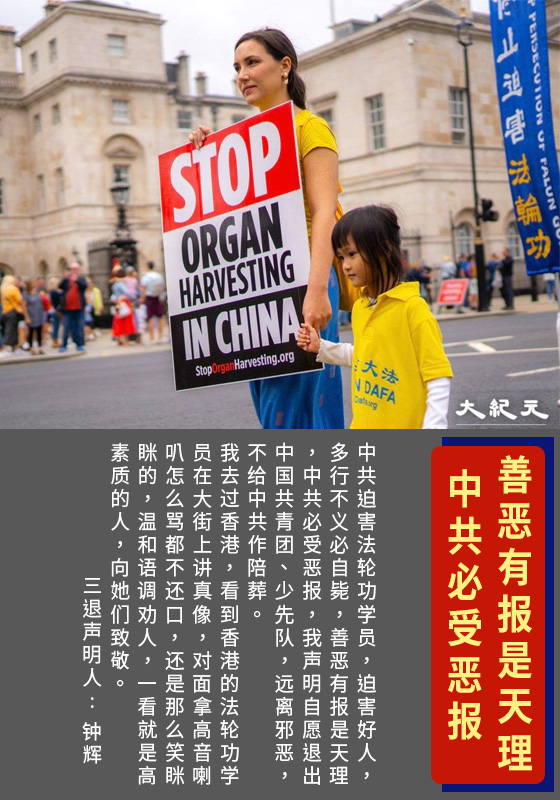 STOP
ORGAN
HARVESTING
IN CHINA
StopOrganHarvesting.org
停止迫害法輪功
PERSECUTION OF FALUN GO
大法
N DAFA
大紀元
善恶有报是天理
中共必受恶报
中共迫害法轮功学员，迫害好人，
多行不义必自毙，善恶有报是天理
，中共必受恶报，我声明自愿退出
中国共青团、少先队，远离邪恶，
不给中共作陪葬。
我去过香港，看到香港的法轮功学
员在大街上讲真像，对面拿高音喇
叭怎么骂都不还口，还是那么笑眯
眯的，温和语调劝人，一看就是高
素质的人，向她们致敬。
三退声明人：钟辉